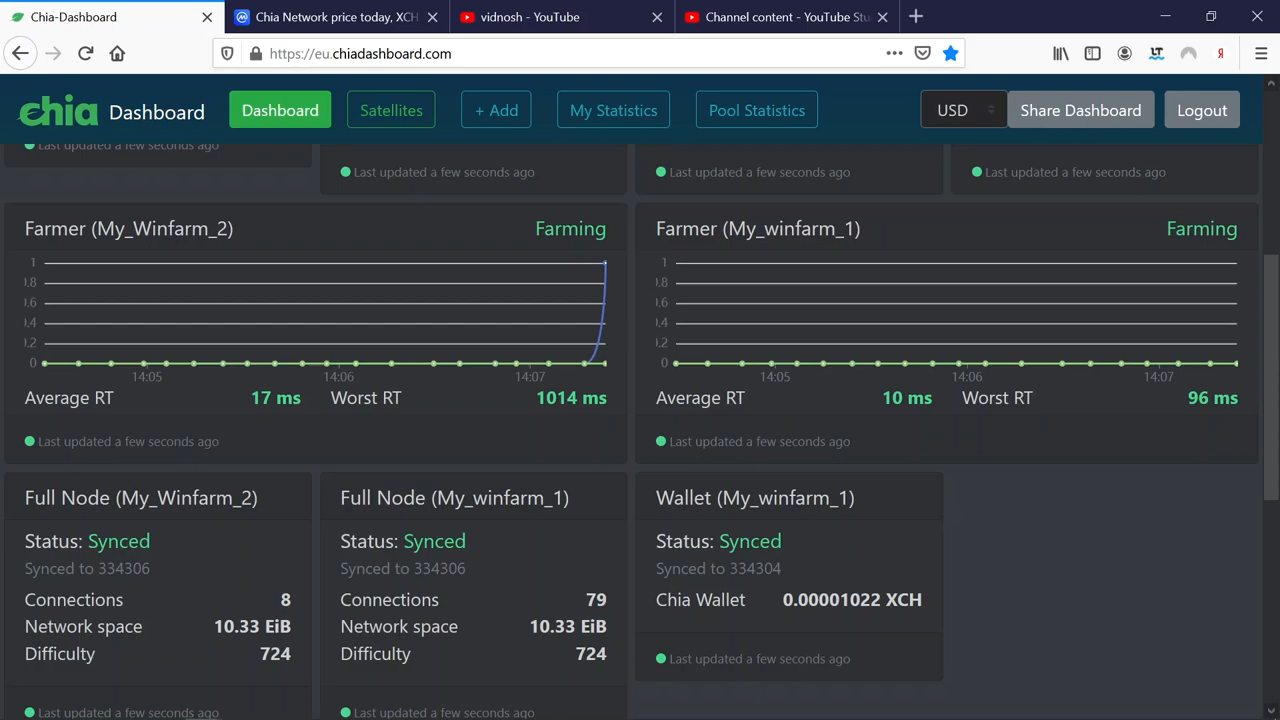 Chia-Dashboard
Chia Network price today, XCH
vidnosh - YouTube
Channel content - YouTube Stu
https://eu.chiadashboard.com
chia Dashboard
Dashboard
Satellites
+ Add
My Statistics
Pool Statistics
USD
Share Dashboard
Logout
Last updated a few seconds ago
Last updated a few seconds ago
Last updated a few seconds ago
Last updated a few seconds ago
Farmer (My_Winfarm_2) Farming
1
0.8
0.6
0.4
0.2
0
14:05 14:06 14:07
Average RT 17 ms Worst RT 1014 ms
Last updated a few seconds ago
Farmer (My_winfarm_1) Farming
1
0.8
0.6
0.4
0.2
0
14:05 14:06 14:07
Average RT 10 ms Worst RT 96 ms
Last updated a few seconds ago
Full Node (My_Winfarm_2)
Status: Synced
Synced to 334306
Connections 8
Network space 10.33 EiB
Difficulty 724
Last updated a few seconds ago
Full Node (My_winfarm_1)
Status: Synced
Synced to 334306
Connections 79
Network space 10.33 EiB
Difficulty 724
Last updated a few seconds ago
Wallet (My_winfarm_1)
Status: Synced
Synced to 334304
Chia Wallet 0.00001022 XCH
Last updated a few seconds ago